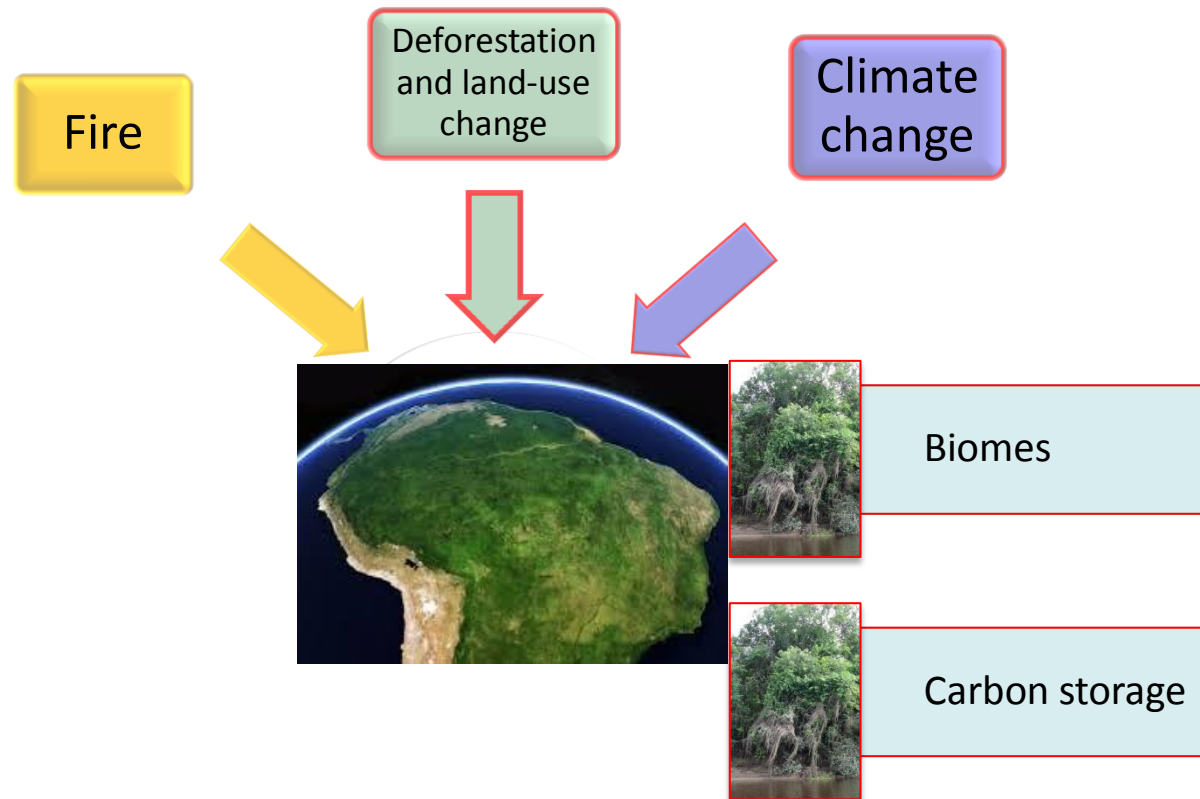 Fire
Deforestation
and land-use
change
Climate
change
Biomes
Carbon storage